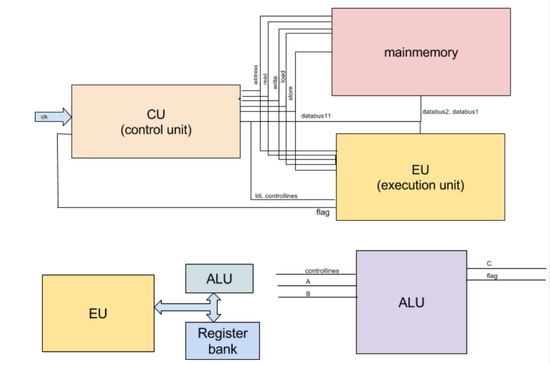 mainmemory
address
read
write
load
store
clk
CU
(control unit)
databus11
databus2, databus1
EU
(execution unit)
ldi, controllines
flag
EU
ALU
Register
bank
controllines
A
B
ALU
C
flag